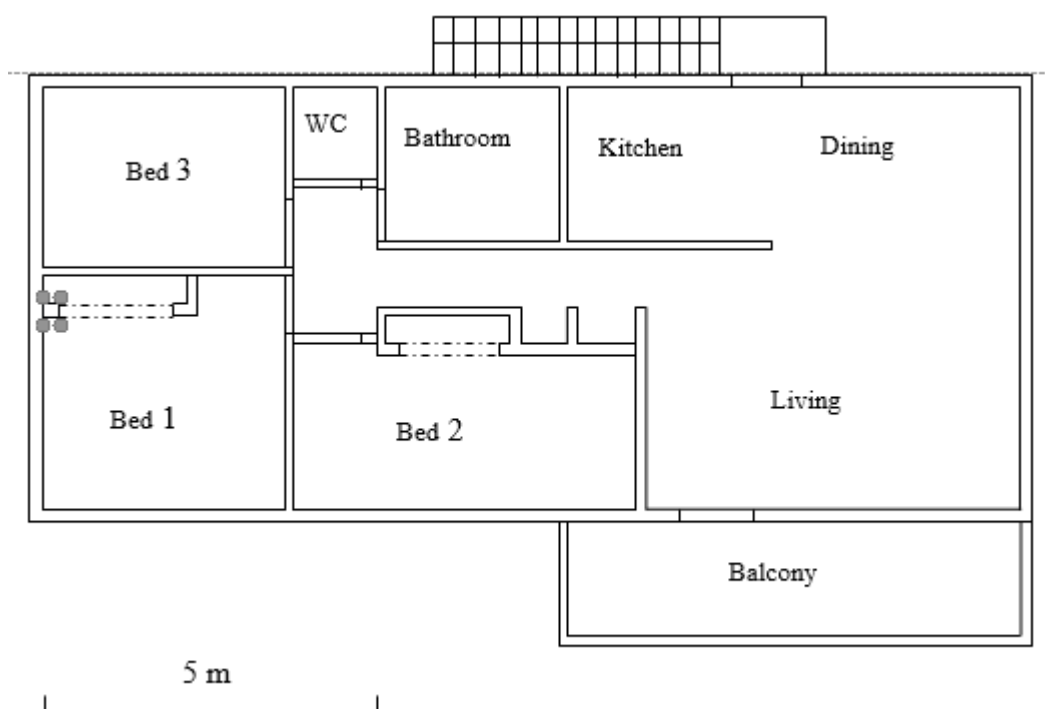 WC
Bathroom
Kitchen
Dining
Bed 3
Bed 1
Bed 2
Living
Balcony
5 m